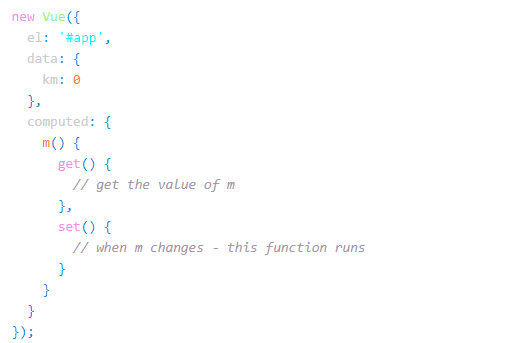 new Vue({
  el: '#app',
  data: {
    km: 0
  },
  computed: {
    m() {
      get() {
        // get the value of m
      },
      set() {
        // when m changes - this function runs
      }
    }
  }
});